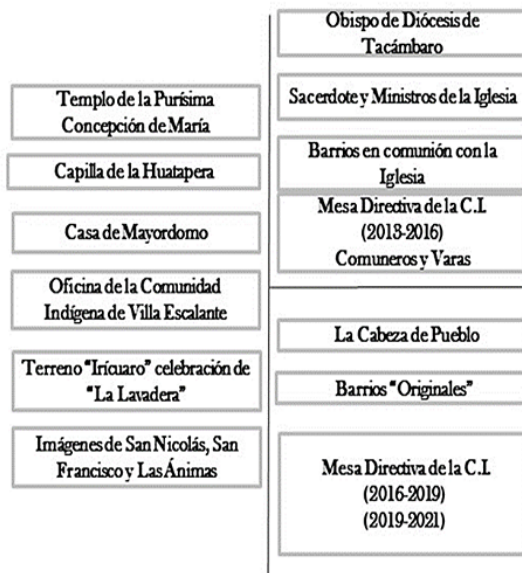 Templo de la Purísima
Concepción de María
Capilla de la Huatapera
Casa de Mayordomo
Oficina de la Comunidad
Indígena de Villa Escalante
Terreno "Irícuaro" celebración de
"La Lavadera"
Imágenes de San Nicolás, San
Francisco y Las Ánimas
Obispo de Diócesis de
Tacámbaro
Sacerdote y Ministros de la Iglesia
Barrios en comunión con la
Iglesia
Mesa Directiva de la C.I.
(2013-2016)
Comuneros y Varas
La Cabeza de Pueblo
Barrios "Originales"
Mesa Directiva de la C.I.
(2016-2019)
(2019-2021)